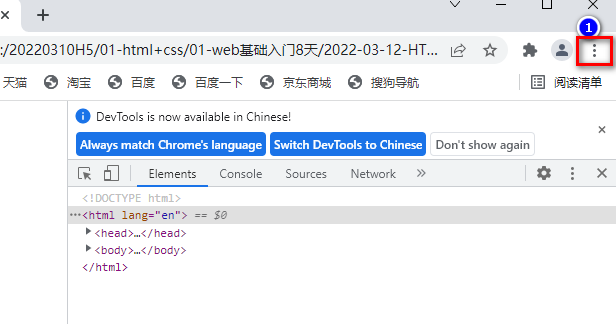 1
:/20220310H5/01-html+css/01-web基础入门8天/2022-03-12-HT...
天猫 淘宝 百度 百度一下 京东商城 搜狗导航 阅读清单
DevTools is now available in Chinese!
Always match Chrome's language Switch DevTools to Chinese Don't show again
Elements Console Sources Network »
<!DOCTYPE html>
···<html lang="en"> == $0
<head>…</head>
<body>…</body>
</html>